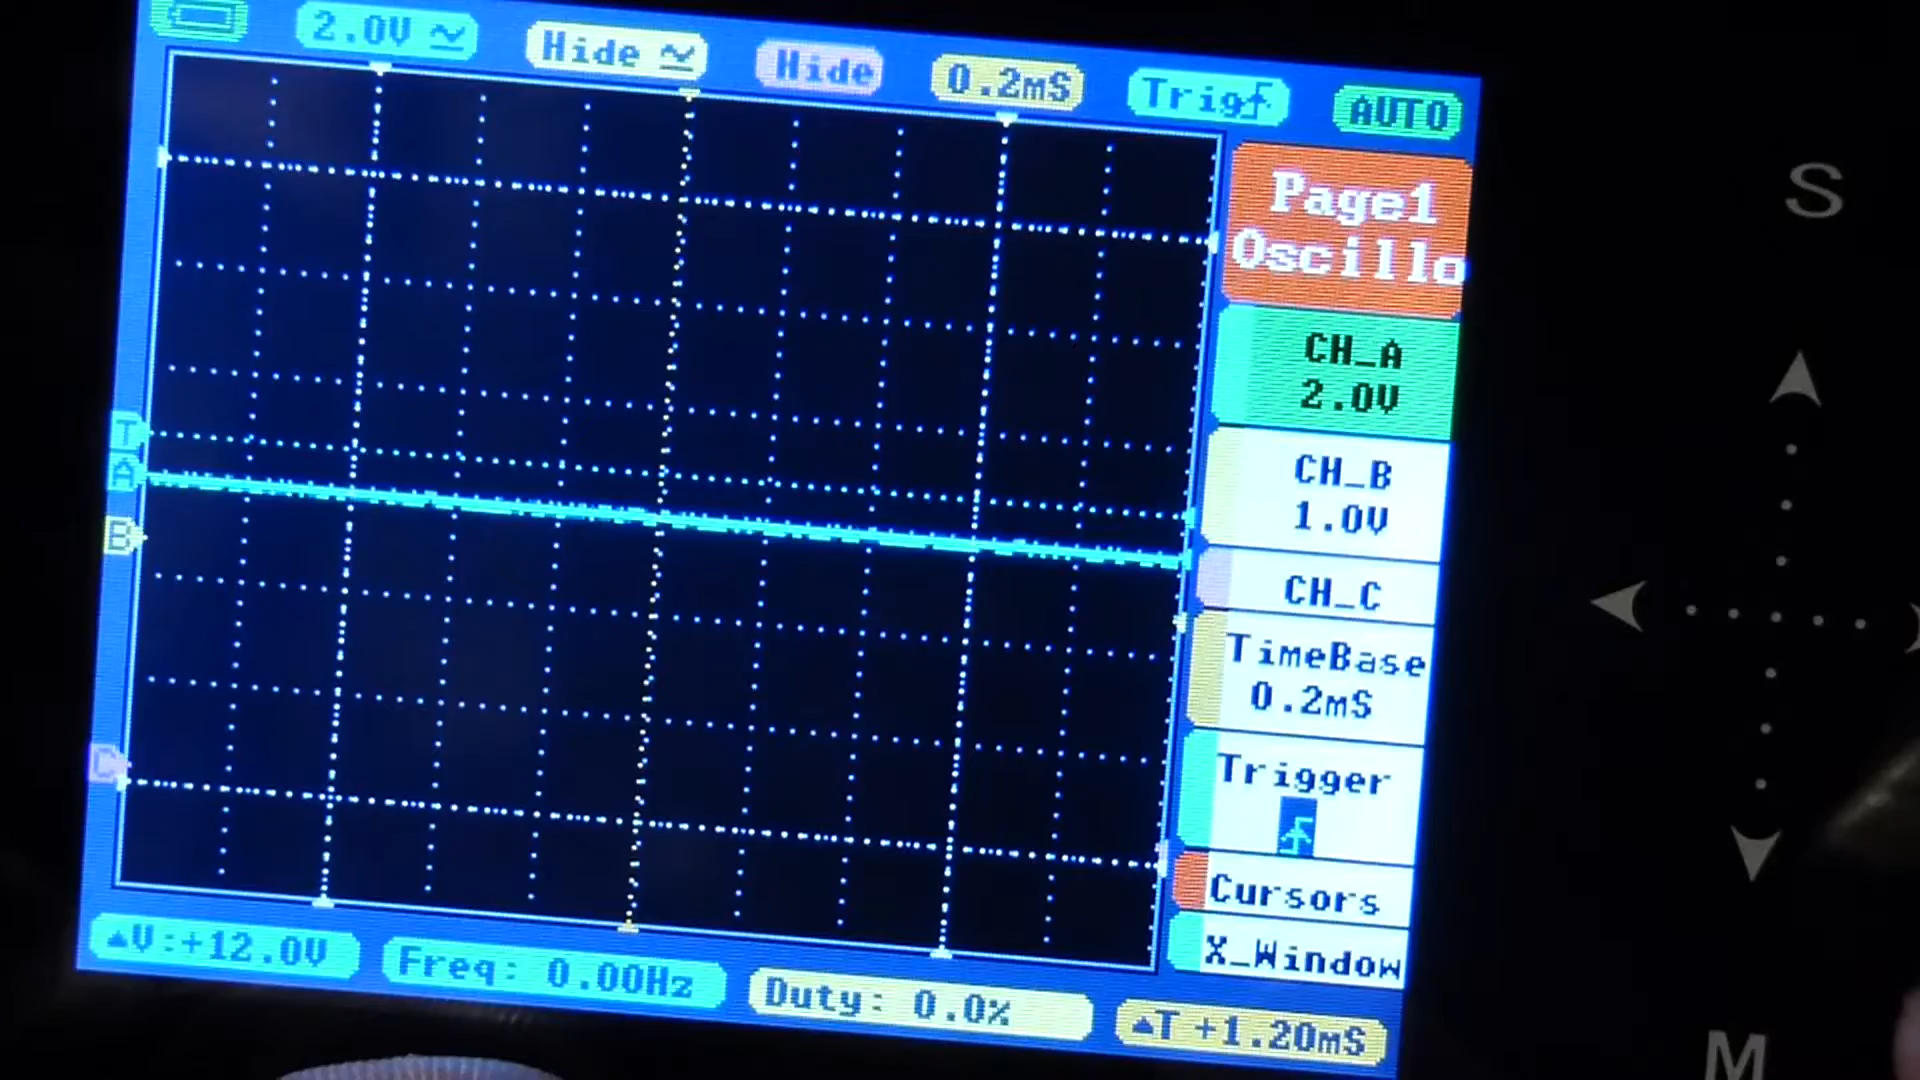 2.0V
Hide
Hide
0.2mS
Trig
AUTO
Page1
Oscillo
CH_A
2.0V
CH_B
1.0V
CH_C
TimeBase
0.2mS
Trigger
Cursors
X_Window
T
A
B
C
▲V:+12.0V
Freq: 0.00Hz
Duty: 0.0%
▲T +1.20mS
S
M